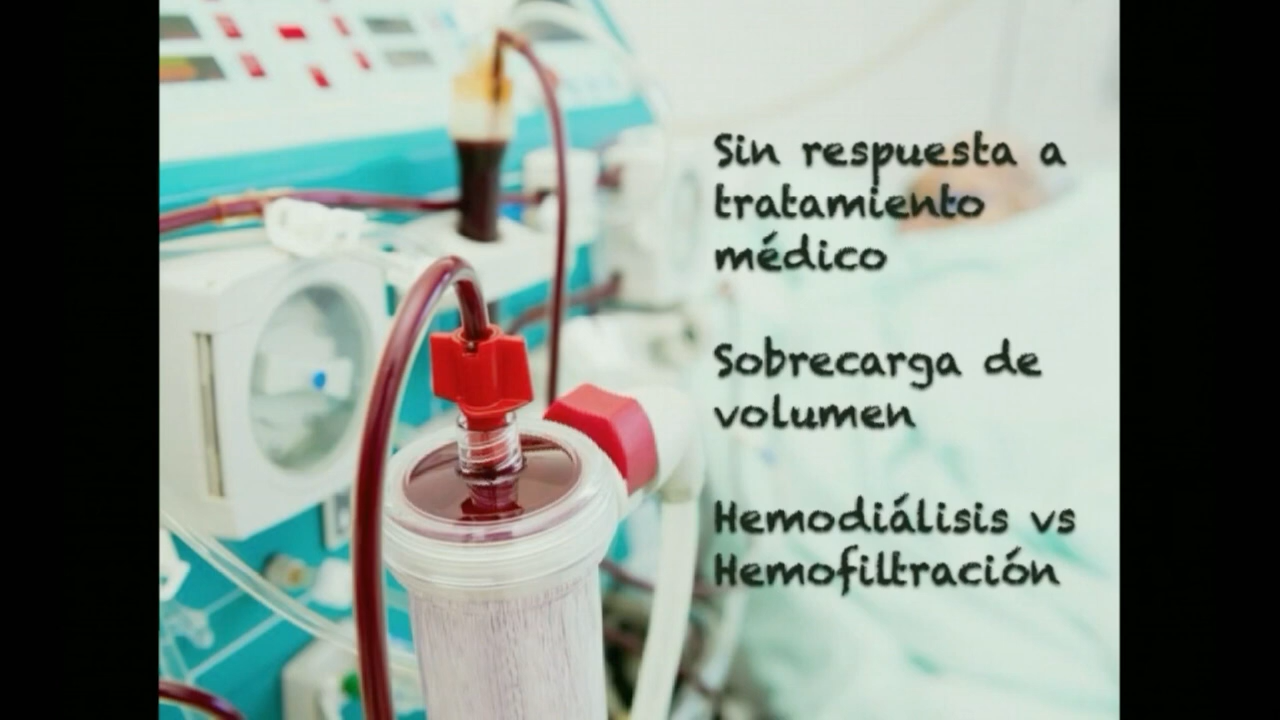 Sin respuesta a
tratamiento
médico
Sobrecarga de
volumen
Hemodiálisis vs
Hemofiltración